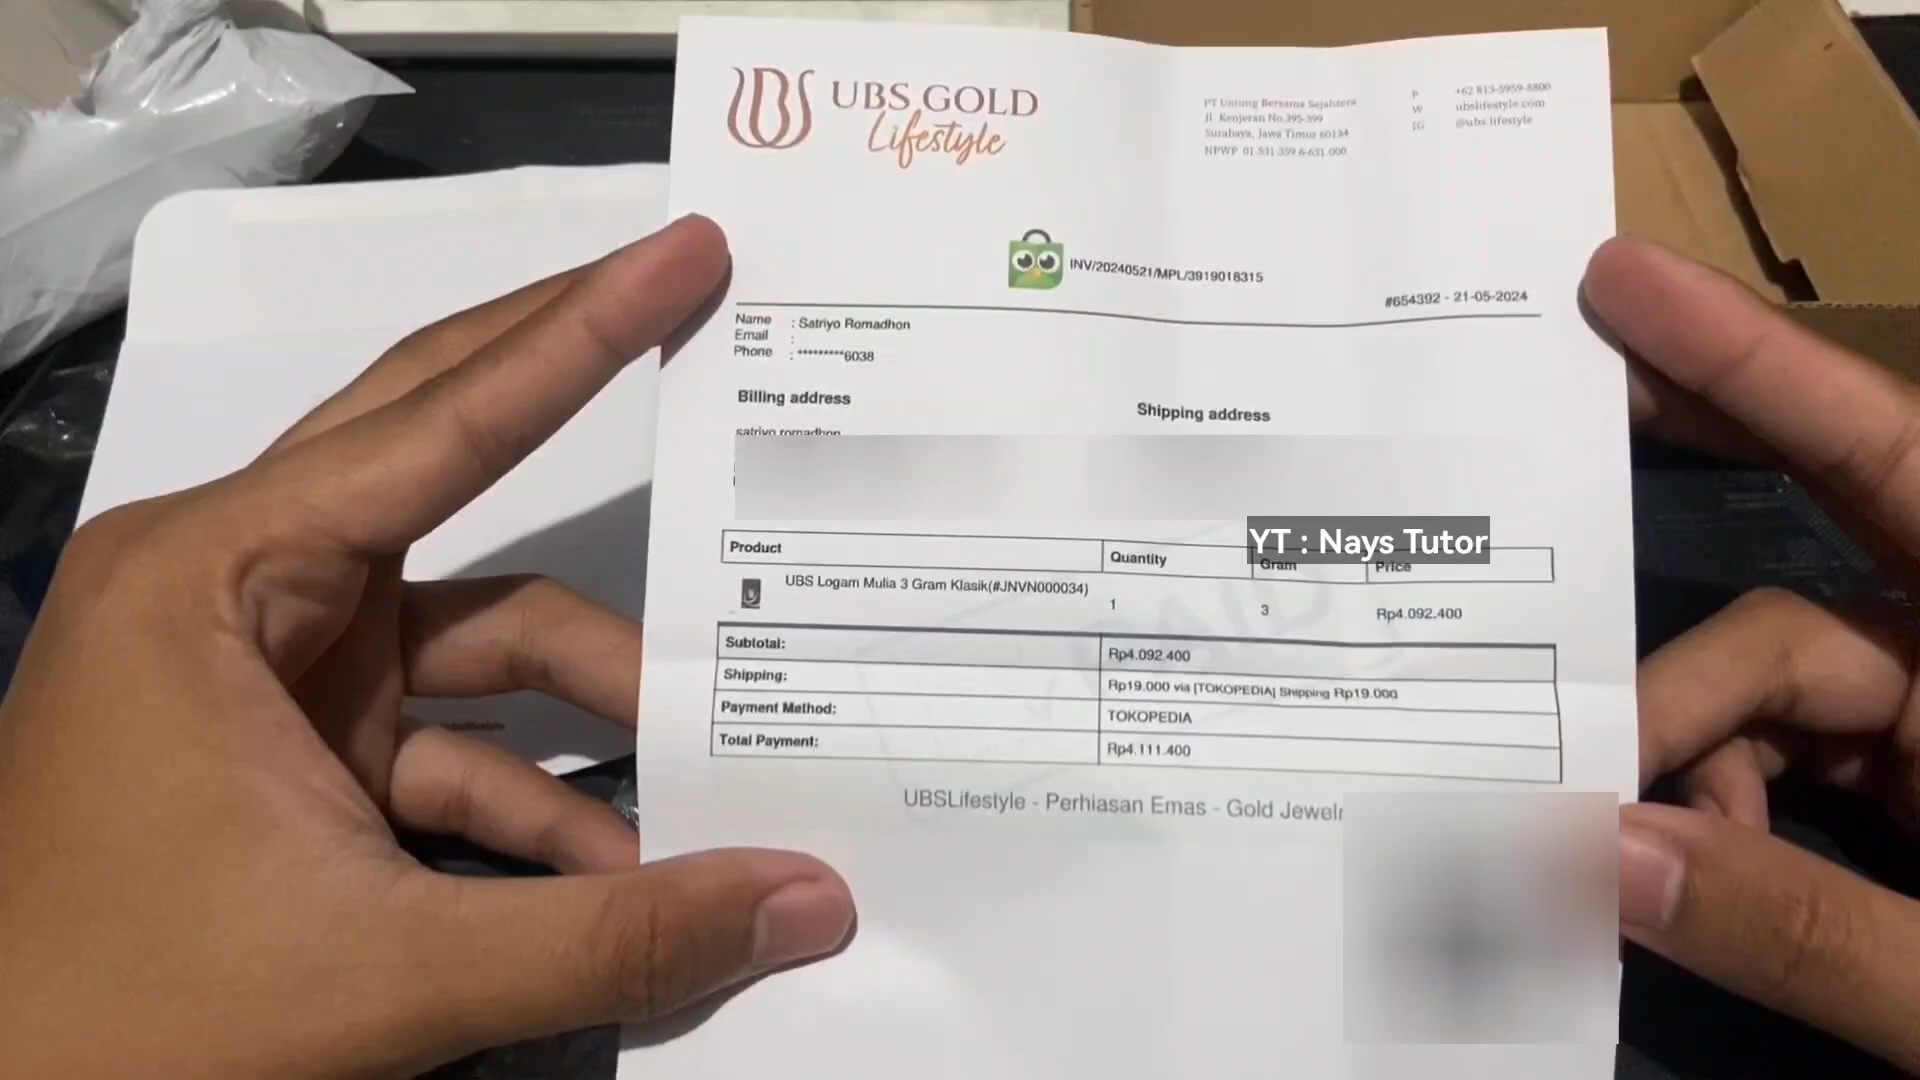 UBS GOLD
Lifestyle
PT Untung Bersama Sejahtera
Jl. Kenjeran No.395-399
Surabaya, Jawa Timur 60134
NPWP 01.531.359.6-631.000
P +62 813-5959-8800
W ubslifestyle.com
IG @ubs.lifestyle
INV/20240521/MPL/3919018315
#654392 - 21-05-2024
Name : Satriyo Romadhon
Email :
Phone : *********6038
Billing address
Shipping address
satriyo romadhon
YT : Nays Tutor
Product Quantity Gram Price
UBS Logam Mulia 3 Gram Klasik(#JNVN000034) 1 3 Rp4.092.400
Subtotal: Rp4.092.400
Shipping: Rp19.000 via [TOKOPEDIA] Shipping Rp19.000
Payment Method: TOKOPEDIA
Total Payment: Rp4.111.400
PAID
UBSLifestyle - Perhiasan Emas - Gold Jewelr